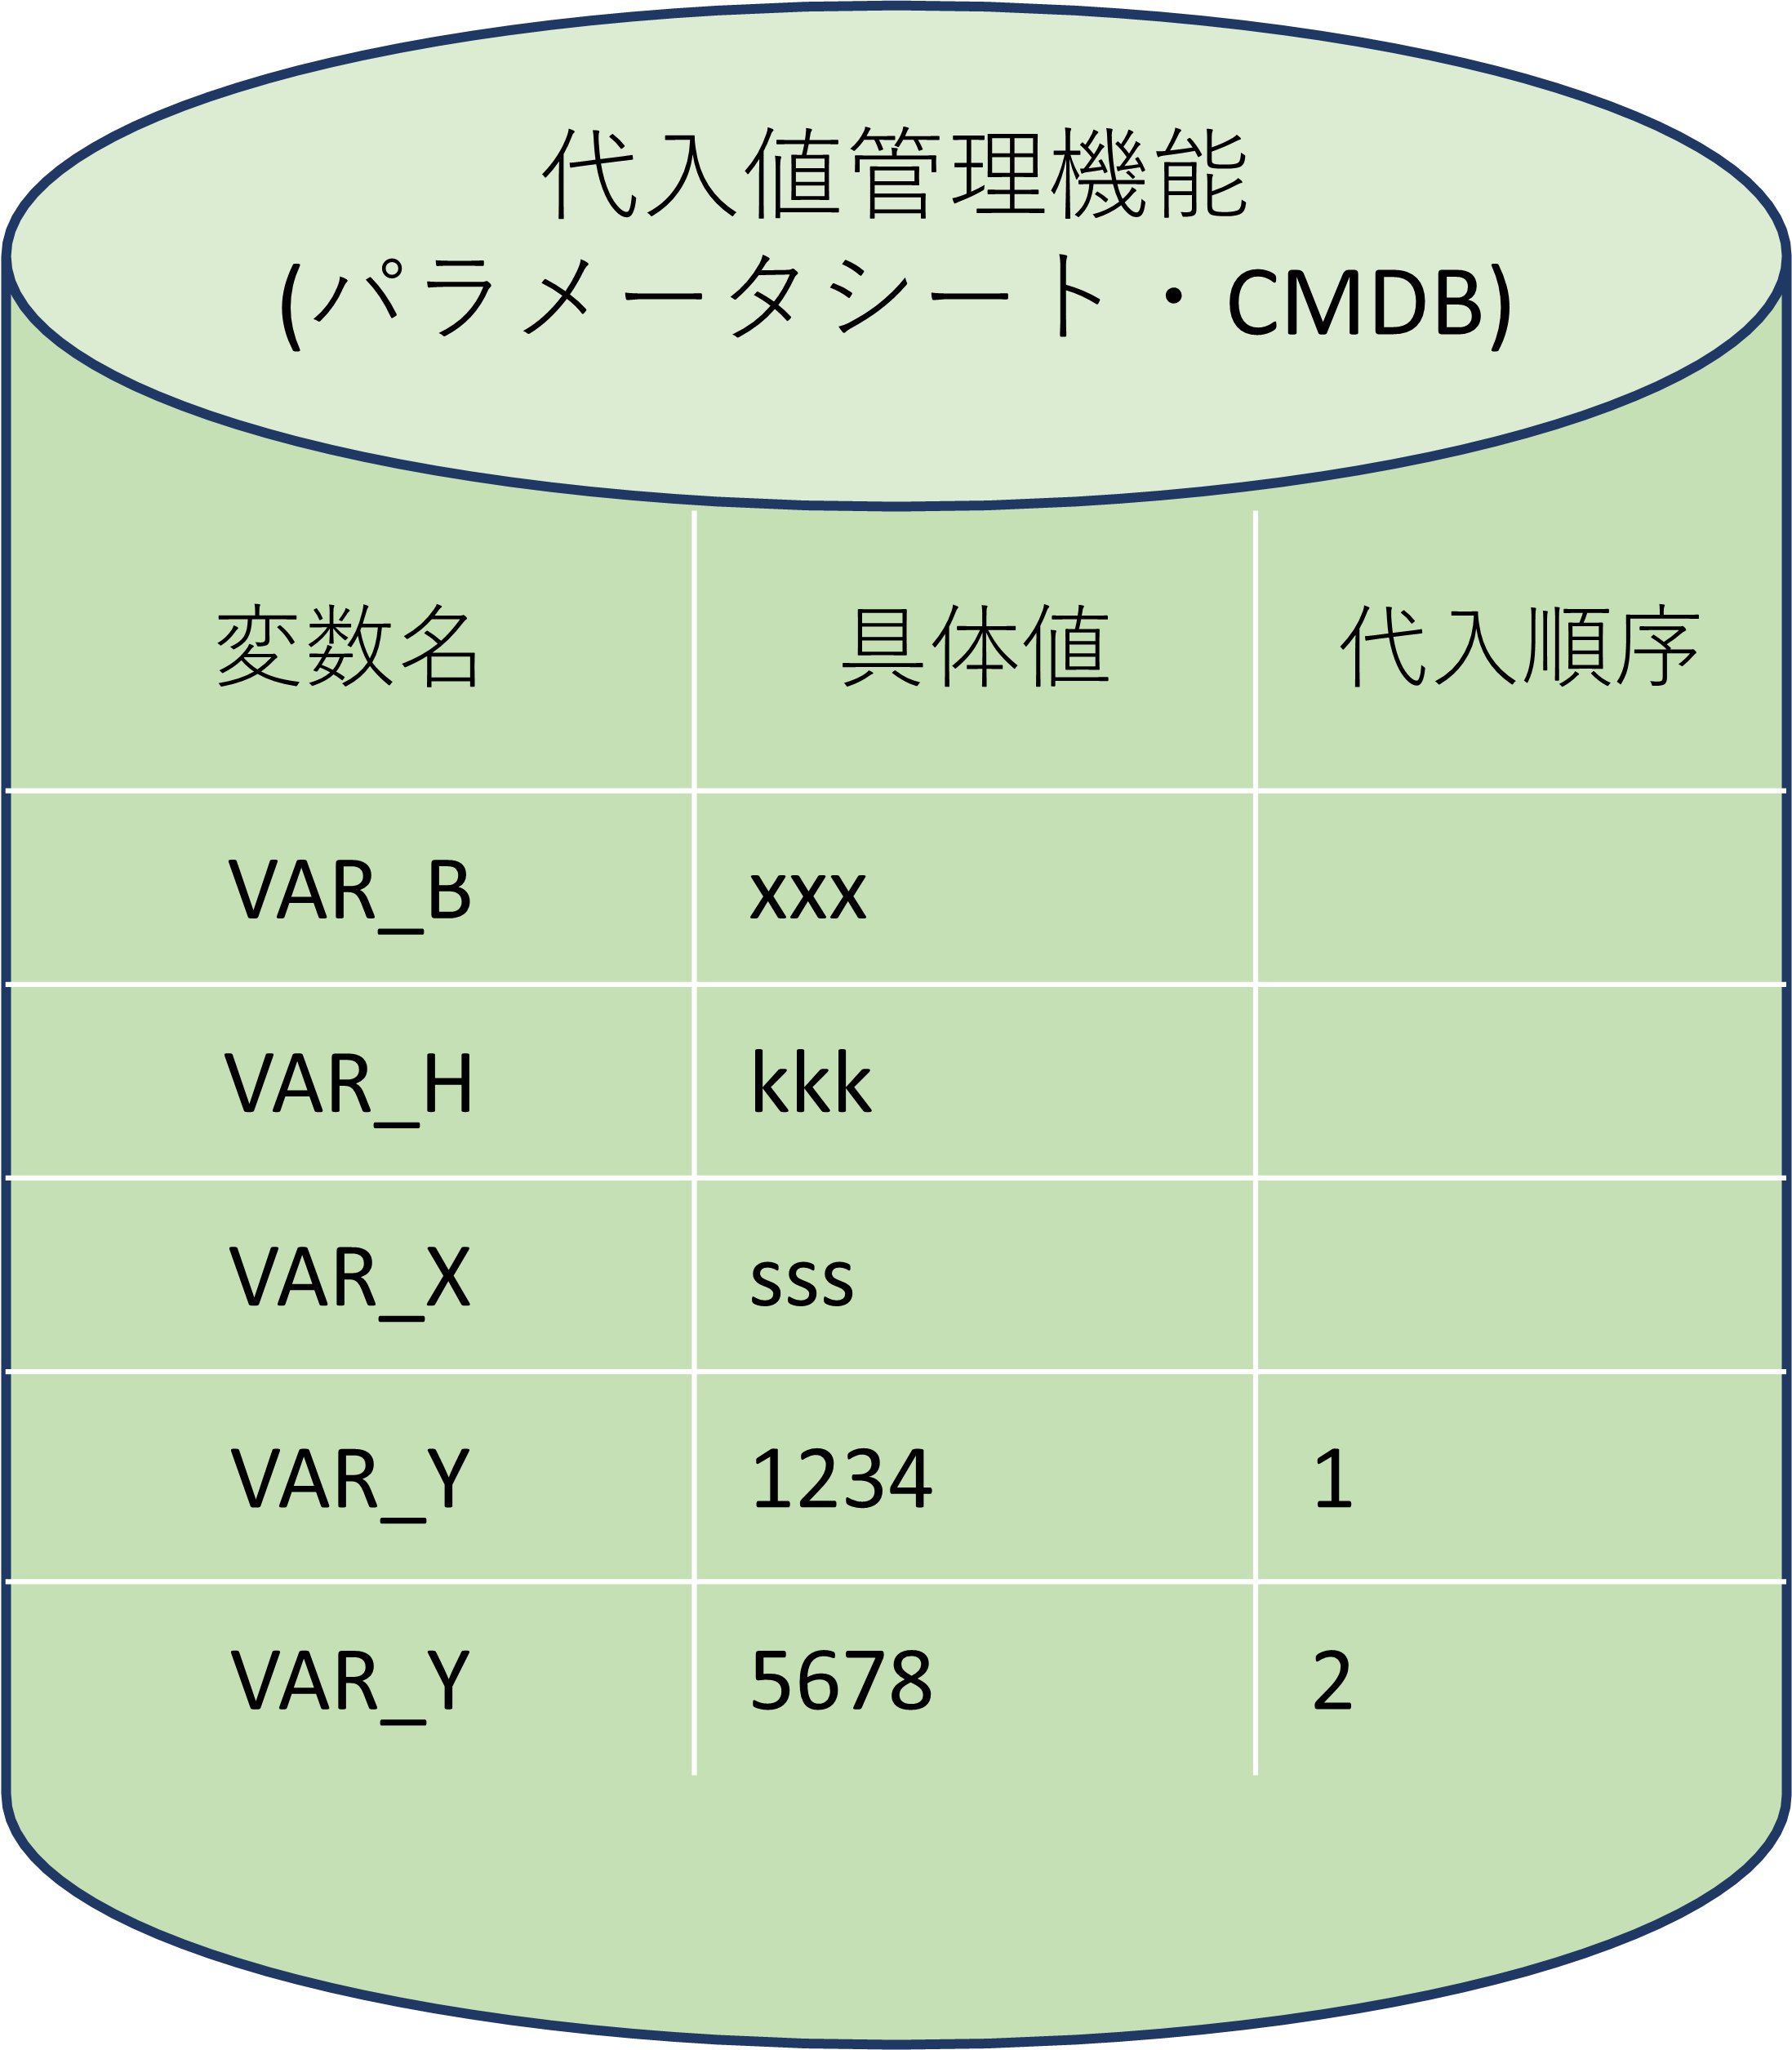 代入値管理機能
(パラメータシート・CMDB)
変数名 具体値 代入順序
VAR_B xxx
VAR_H kkk
VAR_X sss
VAR_Y 1234 1
VAR_Y 5678 2